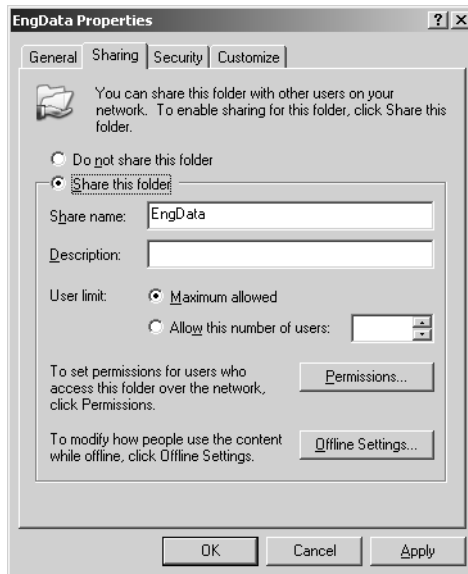 EngData Properties
General Sharing Security Customize
You can share this folder with other users on your
network. To enable sharing for this folder, click Share this
folder.
Do not share this folder
Share this folder
Share name: EngData
Description:
User limit: Maximum allowed
Allow this number of users:
To set permissions for users who
access this folder over the network,
click Permissions.
Permissions...
To modify how people use the content
while offline, click Offline Settings.
Offline Settings...
OK Cancel Apply